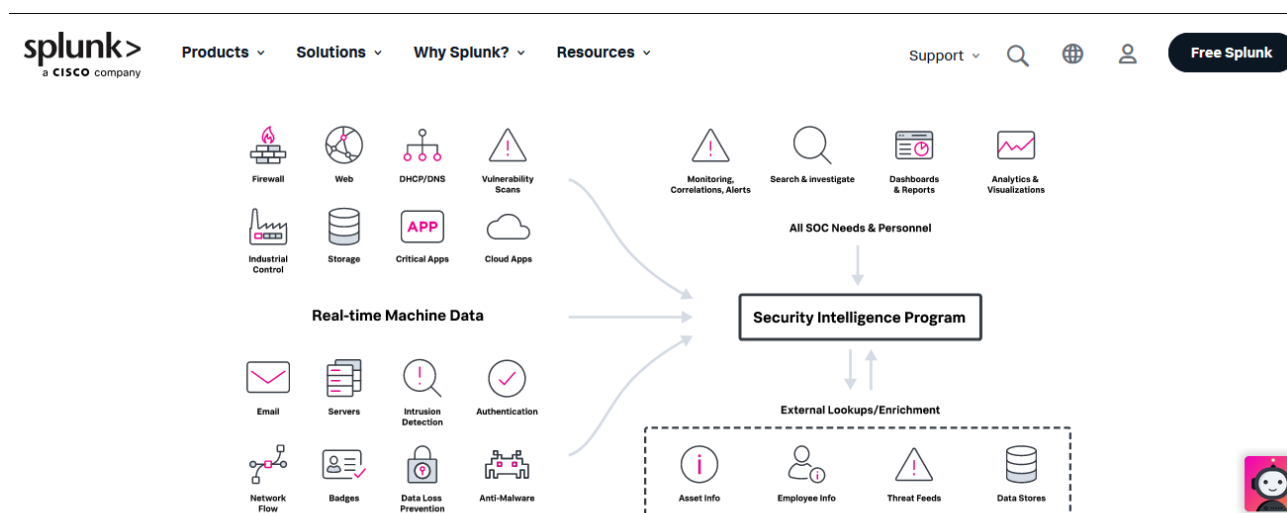 splunk>
a CISCO company
Products
Solutions
Why Splunk?
Resources
Support
Free Splunk
Firewall
Web
DHCP/DNS
Vulnerability
Scans
Monitoring,
Correlations, Alerts
Search & investigate
Dashboards
& Reports
Analytics &
Visualizations
Industrial
Control
Storage
APP
Critical Apps
Cloud Apps
All SOC Needs & Personnel
Real-time Machine Data
Security Intelligence Program
Email
Servers
Intrusion
Detection
Authentication
External Lookups/Enrichment
Network
Flow
Badges
Data Loss
Prevention
Anti-Malware
Asset Info
Employee Info
Threat Feeds
Data Stores